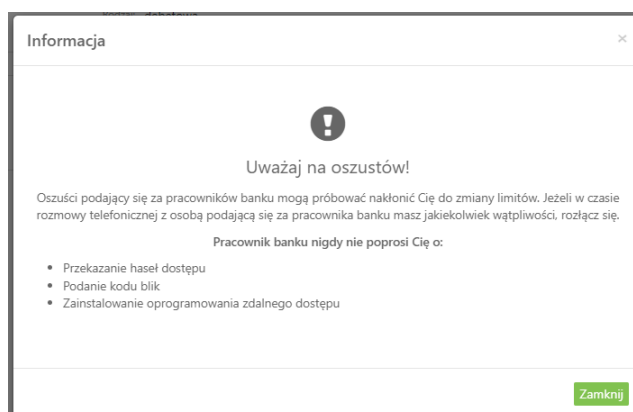 Rodzaj debetowa
Informacja
×
Uważaj na oszustów!
Oszuści podający się za pracowników banku mogą próbować nakłonić Cię do zmiany limitów. Jeżeli w czasie
rozmowy telefonicznej z osobą podającą się za pracownika banku masz jakiekolwiek wątpliwości, rozłącz się.
Pracownik banku nigdy nie poprosi Cię o:
• Przekazanie haseł dostępu
• Podanie kodu blik
• Zainstalowanie oprogramowania zdalnego dostępu
Zamknij